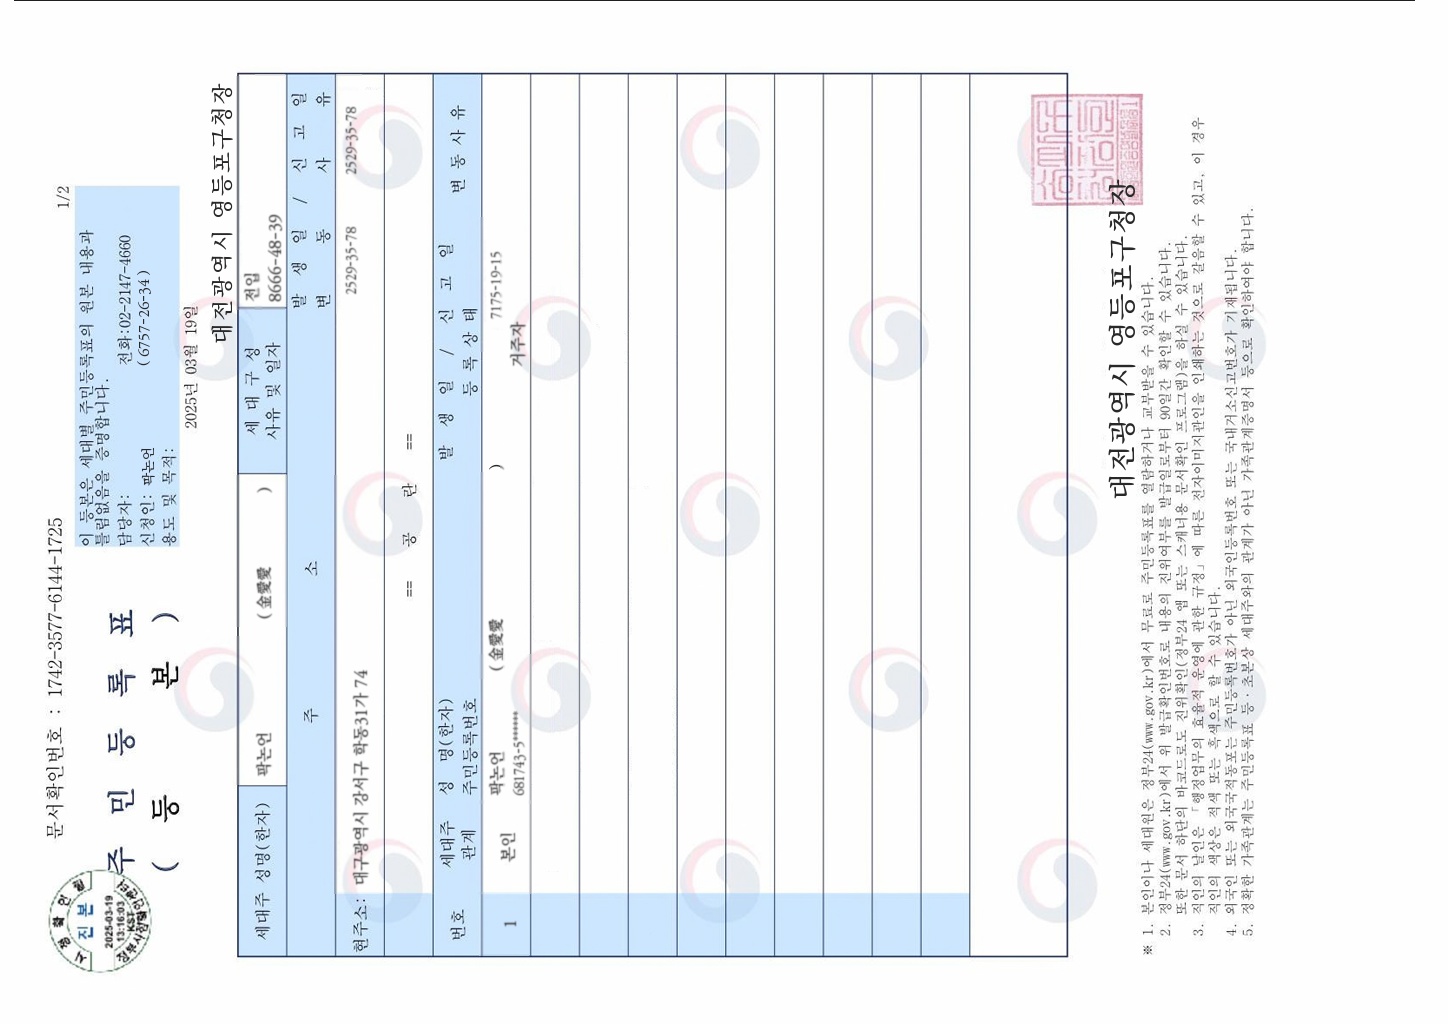 문서확인번호 : 1742-3577-6144-1725
1/2
주 민 등 록 표
( 등 본 )
이 등본은 세대별 주민등록표의 원본 내용과
틀림없음을 증명합니다.
담당자: 전화:02-2147-4660
신청인: 곽논언 ( 6757-26-34 )
용도 및 목적:
2025년 03월 19일
대전광역시 영등포구청장
시 점 확 인 필
진 본
2025-03-19
13:16:03
KST
세대주 성명(한자) 곽논언 ( 金愛愛 )
세 대 구 성 사유 및 일자
전입
8666-48-39
주 소
발 생 일 / 신 고 일
변 동 사 유
현주소: 대구광역시 강서구 학동31가 74 2529-35-78 2529-35-78
== 공 란 ==
번호
세대주 관계
성 명(한자)
주민등록번호
발 생 일 / 신 고 일
등 록 상 태
변 동 사 유
1 본인 곽논언 ( 金愛愛 ) 7175-19-15
681743-5****** 거주자
대전광역시 영등포구청장
※ 1. 본인이나 세대원은 정부24(www.gov.kr)에서 무료로 주민등록표를 열람하거나 교부받을 수 있습니다.
2. 정부24(www.gov.kr)에서 위 발급확인번호로 내용의 진위여부를 발급일로부터 90일간 확인할 수 있습니다.
또한 문서 하단의 바코드로도 진위확인(정부24 앱 또는 스캐너용 문서확인 프로그램)을 하실 수 있습니다.
3. 직인의 날인은 「행정업무의 효율적 운영에 관한 규정」에 따른 전자이미지관인을 인쇄하는 것으로 갈음할 수 있고, 이 경우
직인의 색상은 적색 또는 흑색으로 할 수 있습니다.
4. 외국인 또는 외국국적동포는 주민등록번호가 아닌 외국인등록번호 또는 국내거소신고번호가 기재됩니다.
5. 정확한 가족관계는 주민등록표 등·초본상 세대주와의 관계가 아닌 가족관계증명서 등으로 확인하여야 합니다.